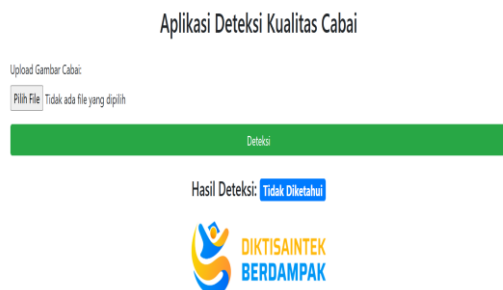 Aplikasi Deteksi Kualitas Cabai
Upload Gambar Cabai:
Pilih File Tidak ada file yang dipilih
Deteksi
Hasil Deteksi: Tidak Diketahui
DIKTISAINTEK
BERDAMPAK